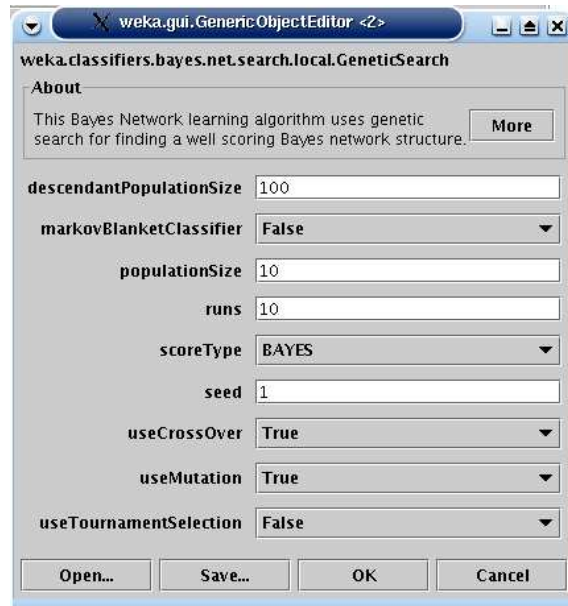 weka.gui.GenericObjectEditor <2>
weka.classifiers.bayes.net.search.local.GeneticSearch
About
This Bayes Network learning algorithm uses genetic
search for finding a well scoring Bayes network structure.
More
descendantPopulationSize 100
markovBlanketClassifier False
populationSize 10
runs 10
scoreType BAYES
seed 1
useCrossOver True
useMutation True
useTournamentSelection False
Open... Save... OK Cancel